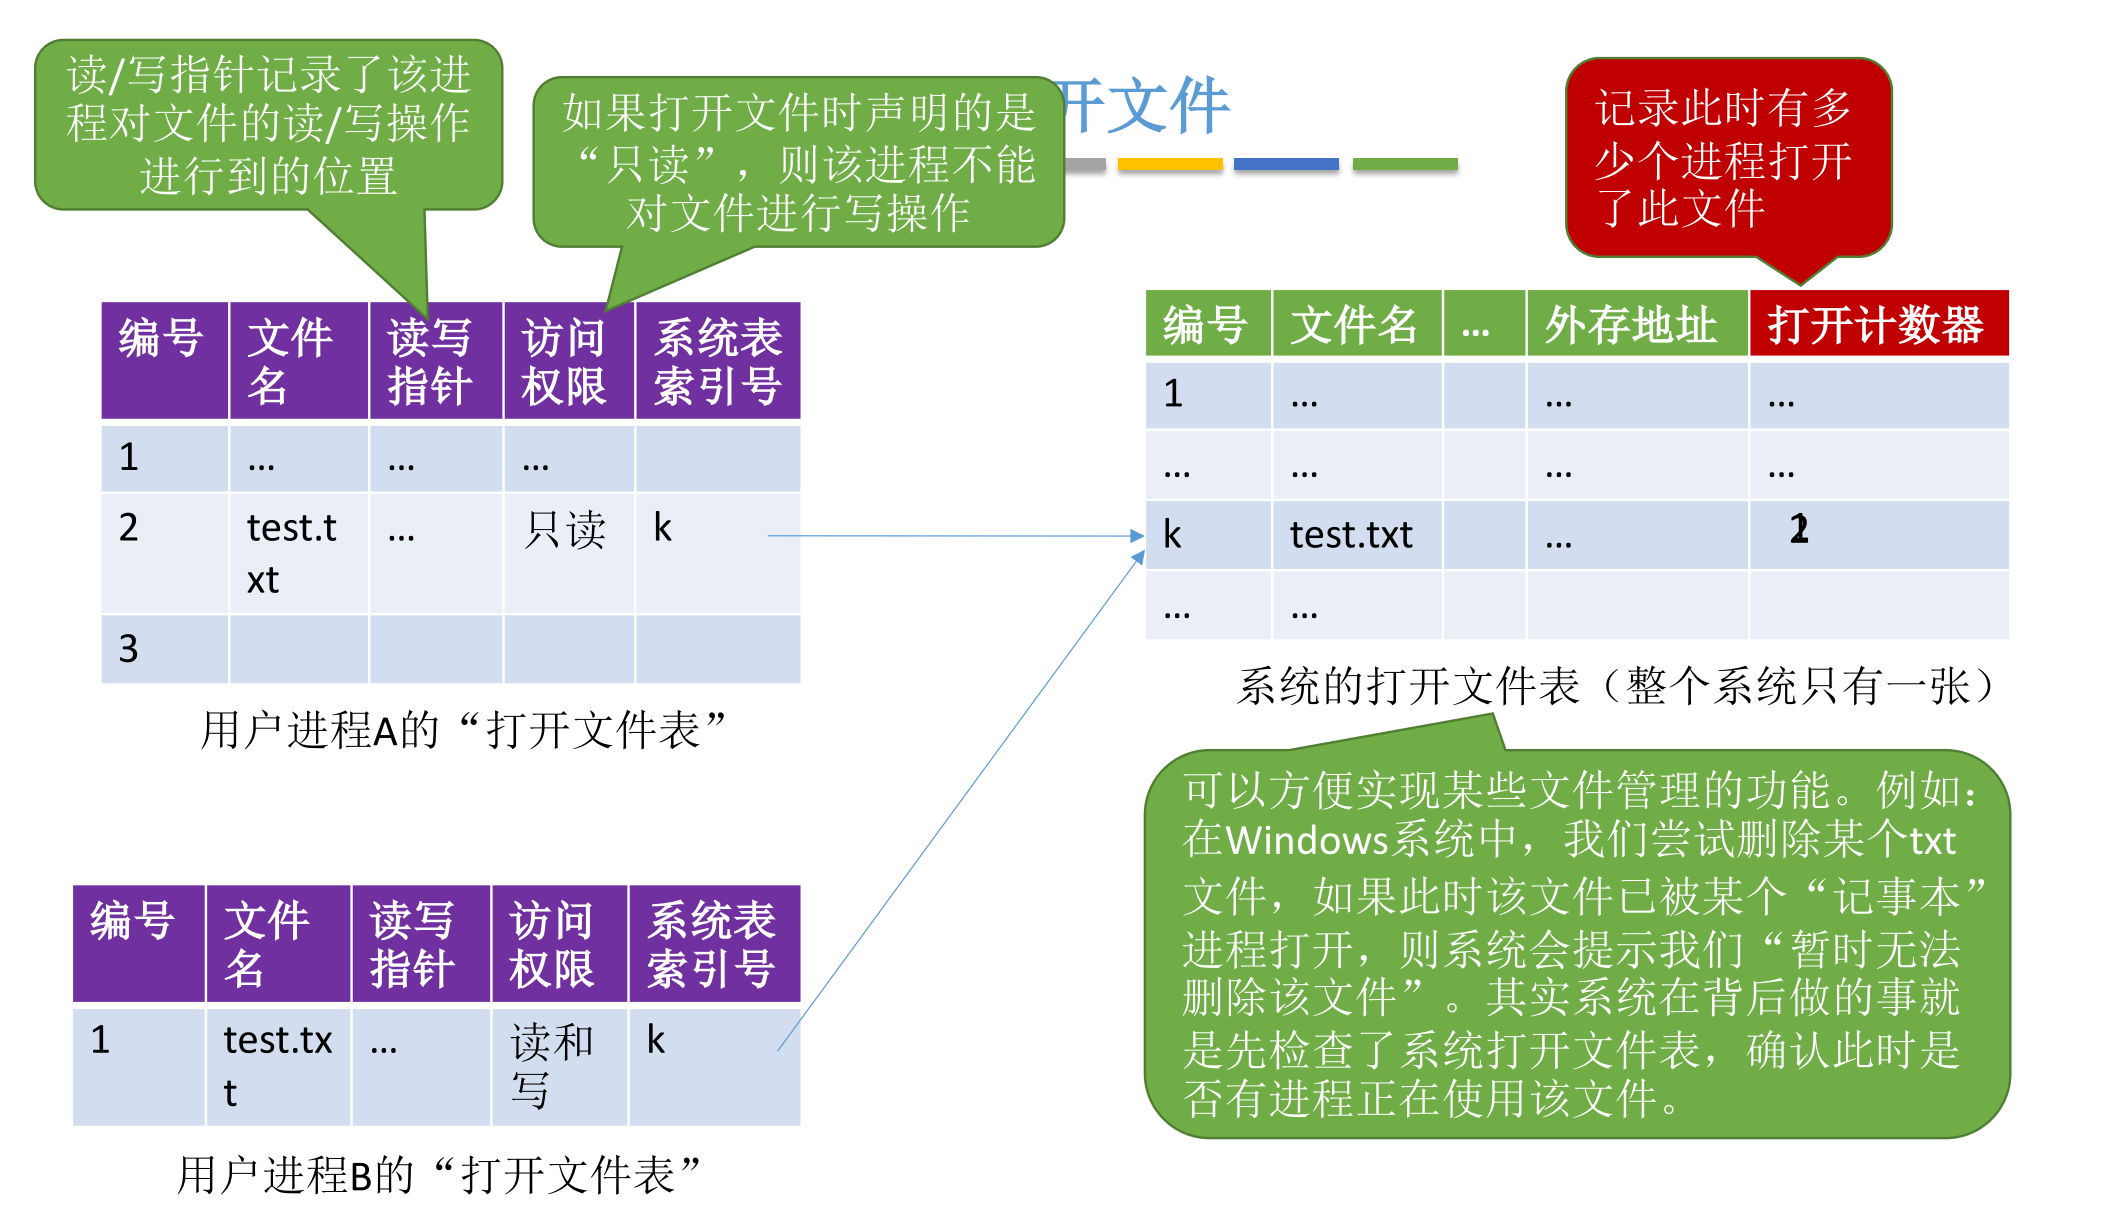 读/写指针记录了该进
程对文件的读/写操作
进行到的位置
如果打开文件时声明的是
“只读”，则该进程不能
对文件进行写操作
开文件
记录此时有多
少个进程打开
了此文件
编号 文件名 读写指针 访问权限 系统表索引号
1 … … …
2 test.txt … 只读 k
3
用户进程A的“打开文件表”
编号 文件名 … 外存地址 打开计数器
1 … … …
… … … …
k test.txt …
… …
系统的打开文件表（整个系统只有一张）
可以方便实现某些文件管理的功能。例如：
在Windows系统中，我们尝试删除某个txt
文件，如果此时该文件已被某个“记事本”
进程打开，则系统会提示我们“暂时无法
删除该文件”。其实系统在背后做的事就
是先检查了系统打开文件表，确认此时是
否有进程正在使用该文件。
编号 文件名 读写指针 访问权限 系统表索引号
1 test.txt … 读和写 k
用户进程B的“打开文件表”